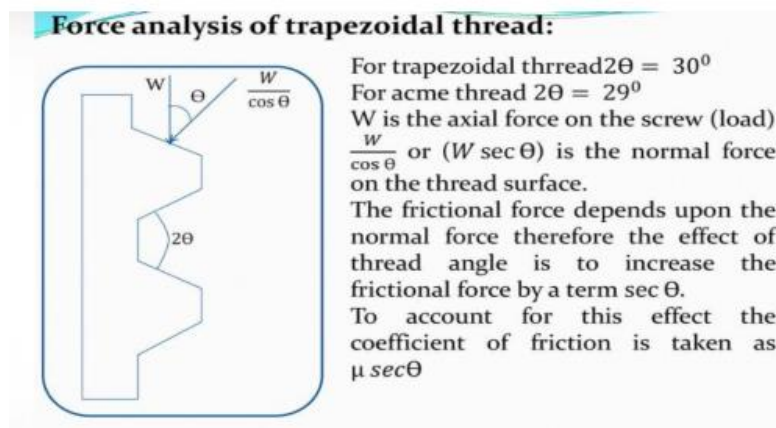 Force analysis of trapezoidal thread:
W
Θ
W
cos Θ
2Θ
For trapezoidal thrread2Θ = 30⁰
For acme thread 2Θ = 29⁰
W is the axial force on the screw (load)
W/cos Θ or (W sec Θ) is the normal force
on the thread surface.
The frictional force depends upon the
normal force therefore the effect of
thread angle is to increase the
frictional force by a term sec Θ.
To account for this effect the
coefficient of friction is taken as
μ secΘ